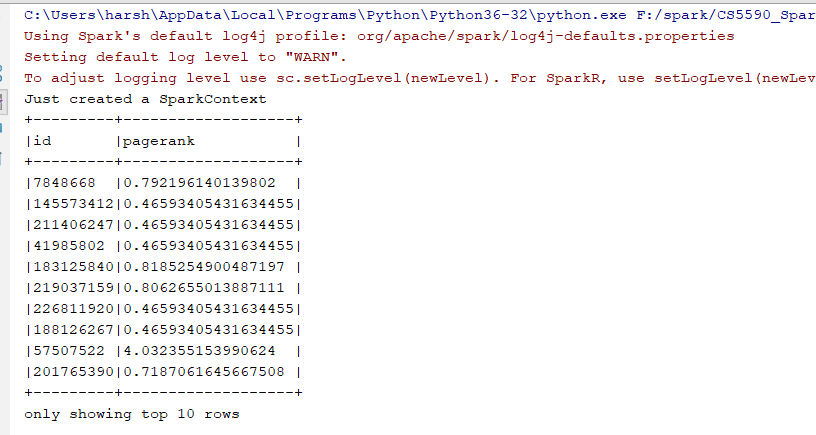 C:\Users\harsh\AppData\Local\Programs\Python\Python36-32\python.exe F:/spark/CS5590_Spar
Using Spark's default log4j profile: org/apache/spark/log4j-defaults.properties
Setting default log level to "WARN".
To adjust logging level use sc.setLogLevel(newLevel). For SparkR, use setLogLevel(newLev
Just created a SparkContext
+---------+-------------------+
|id       |pagerank           |
+---------+-------------------+
|7848668  |0.792196140139802  |
|145573412|0.46593405431634455|
|211406247|0.46593405431634455|
|41985802 |0.46593405431634455|
|183125840|0.8185254900487197 |
|219037159|0.8062655013887111 |
|226811920|0.46593405431634455|
|188126267|0.46593405431634455|
|57507522 |4.032355153990624  |
|201765390|0.7187061645667508 |
+---------+-------------------+
only showing top 10 rows